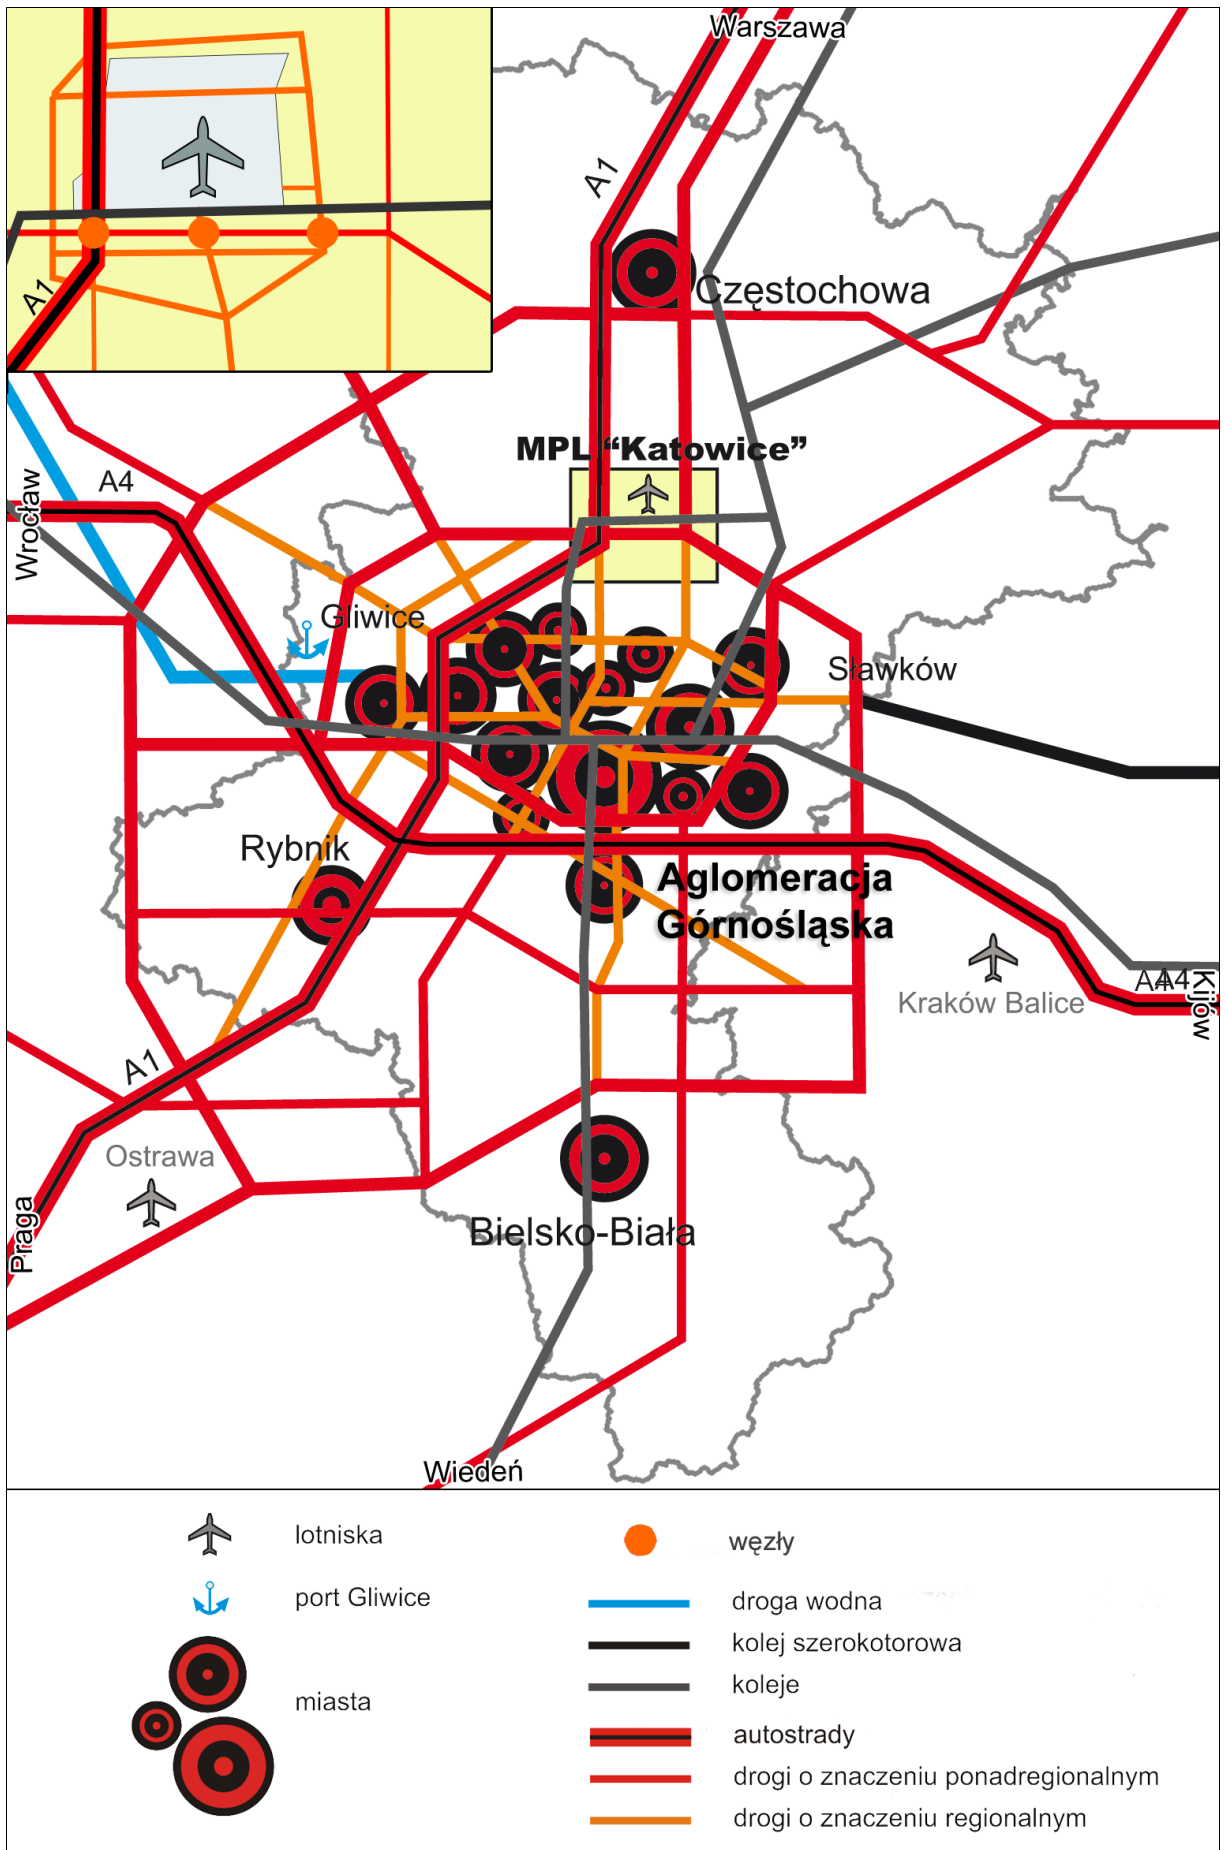 Warszawa
A1
A1
Częstochowa
MPL “Katowice”
A4
Wrocław
Gliwice
Sławków
Rybnik
Aglomeracja
Górnośląska
Kraków Balice
A4
A4
Kijów
A1
Ostrawa
Praga
Bielsko-Biała
Wiedeń
lotniska
port Gliwice
miasta
węzły
droga wodna
kolej szerokotorowa
koleje
autostrady
drogi o znaczeniu ponadregionalnym
drogi o znaczeniu regionalnym